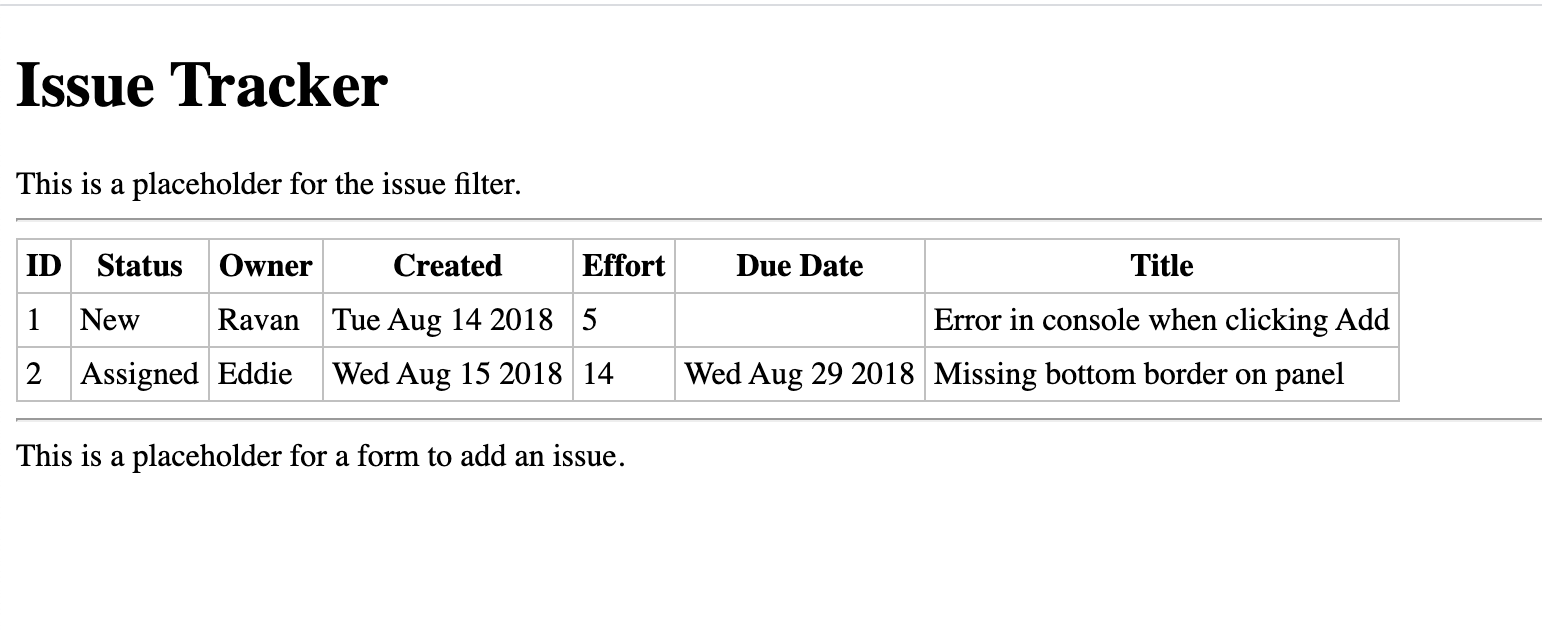 Issue Tracker
This is a placeholder for the issue filter.
ID Status Owner Created Effort Due Date Title
1 New Ravan Tue Aug 14 2018 5 Error in console when clicking Add
2 Assigned Eddie Wed Aug 15 2018 14 Wed Aug 29 2018 Missing bottom border on panel
This is a placeholder for a form to add an issue.